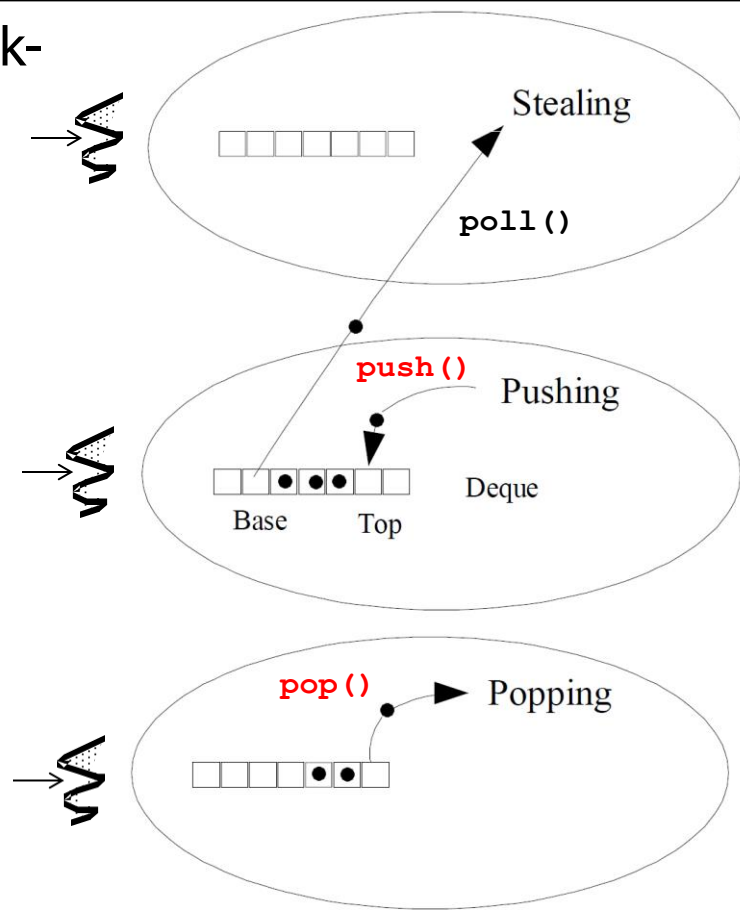 k-
Stealing
poll()
push()
Pushing
Deque
Base
Top
pop()
Popping